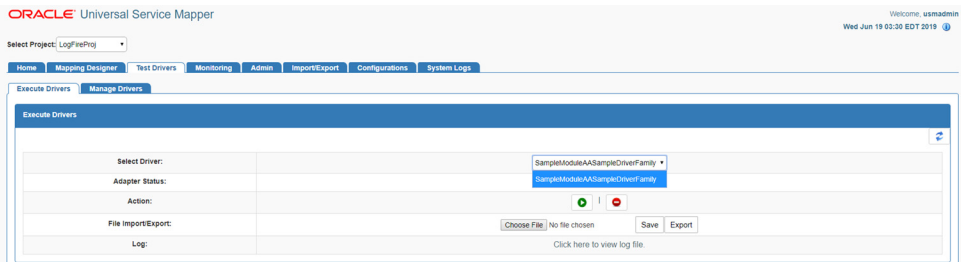 ORACLE® Universal Service Mapper
Welcome, usmadmin
Wed Jun 19 03:30 EDT 2019
Select Project: LogFireProj
Home Mapping Designer Test Drivers Monitoring Admin Import/Export Configurations System Logs
Execute Drivers Manage Drivers
Execute Drivers
Select Driver: SampleModuleAASampleDriverFamily
Adapter Status: SampleModuleAASampleDriverFamily
Action: |
File Import/Export: Choose File No file chosen Save Export
Log: Click here to view log file.